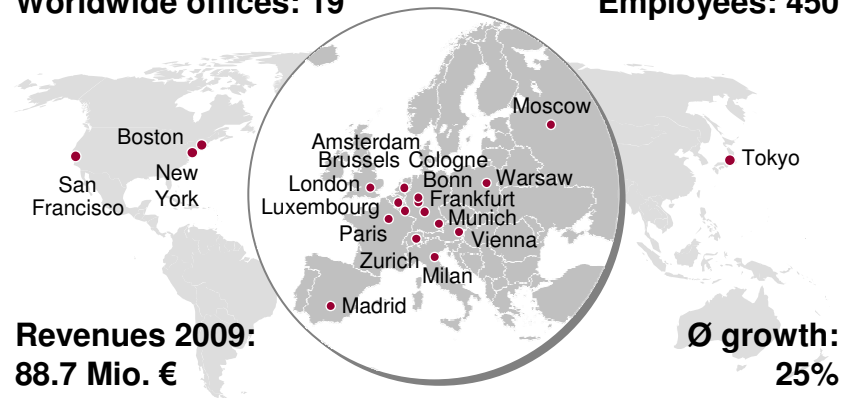 Worldwide offices: 19
Employees: 450
Moscow
Boston
Amsterdam
Brussels Cologne
Tokyo
New
York
San
Francisco
London
Bonn
Warsaw
Luxembourg
Frankfurt
Munich
Paris
Vienna
Zurich
Milan
Madrid
Revenues 2009:
88.7 Mio. €
Ø growth:
25%